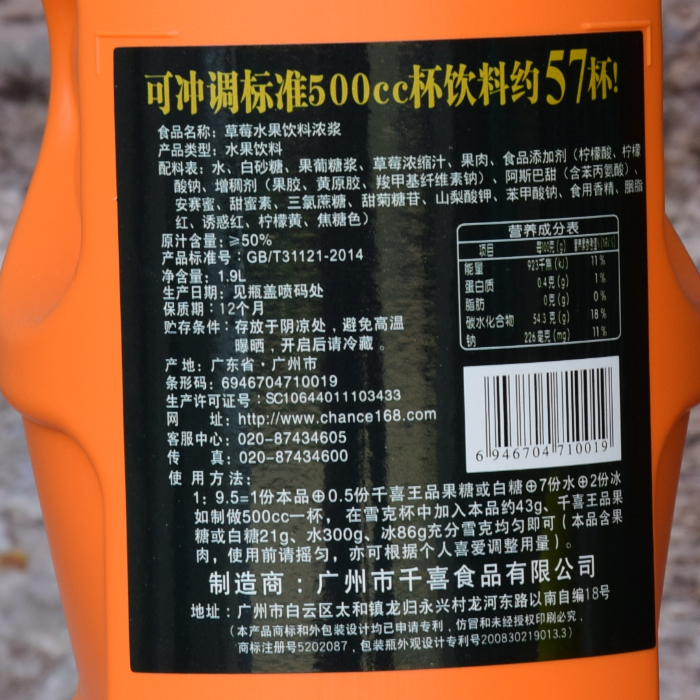 可冲调标准500cc杯饮料约57杯!
食品名称：草莓水果饮料浓浆
产品类型：水果饮料
配料表：水、白砂糖、果葡糖浆、草莓浓缩汁、果肉、食品添加剂（柠檬酸、柠檬
酸钠、增稠剂（果胶、黄原胶、羧甲基纤维素钠）、阿斯巴甜（含苯丙氨酸）、
安赛蜜、甜蜜素、三氯蔗糖、甜菊糖苷、山梨酸钾、苯甲酸钠、食用香精、胭脂
红、诱惑红、柠檬黄、焦糖色）
原汁含量：≥50%
产品标准号：GB/T31121-2014
净含量：1.9L
生产日期：见瓶盖喷码处
保质期：12个月
贮存条件：存放于阴凉处，避免高温
曝晒，开启后请冷藏。
产地：广东省·广州市
条形码：6946704710019
生产许可证号：SC10644011103433
网 址：http://www.chance168.com
客服中心：020-87434605
传 真：020-87434600
营养成分表
项目 每100克(g)
能量 923千焦(kJ) 11%
蛋白质 0.4克(g) 1%
脂肪 0克(g) 0%
碳水化合物 54.3克(g) 18%
钠 226毫克(mg) 11%
6 946704 710019
使用方法：
1：9.5=1份本品⊕0.5份千喜王品果糖或白糖⊕7份水⊕2份冰
如制做500cc一杯，在雪克杯中加入本品约43g、千喜王品果
糖或白糖21g、水300g、冰86g充分雪克均匀即可（本品含果
肉，使用前请摇匀，亦可根据个人喜爱调整用量）。
制造商：广州市千喜食品有限公司
地址：广州市白云区太和镇龙归永兴村龙河东路以南自编18号
（本产品商标和外包装设计均已申请专利，仿冒和未经授权印刷必究，
商标注册号5202087，包装瓶外观设计专利号200830219013.3）